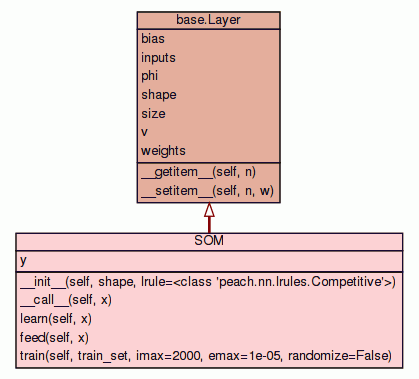 base.Layer
bias
inputs
phi
shape
size
v
weights
__getitem__(self, n)
__setitem__(self, n, w)
SOM
y
__init__(self, shape, lrule=<class 'peach.nn.lrules.Competitive'>)
__call__(self, x)
learn(self, x)
feed(self, x)
train(self, train_set, imax=2000, emax=1e-05, randomize=False)